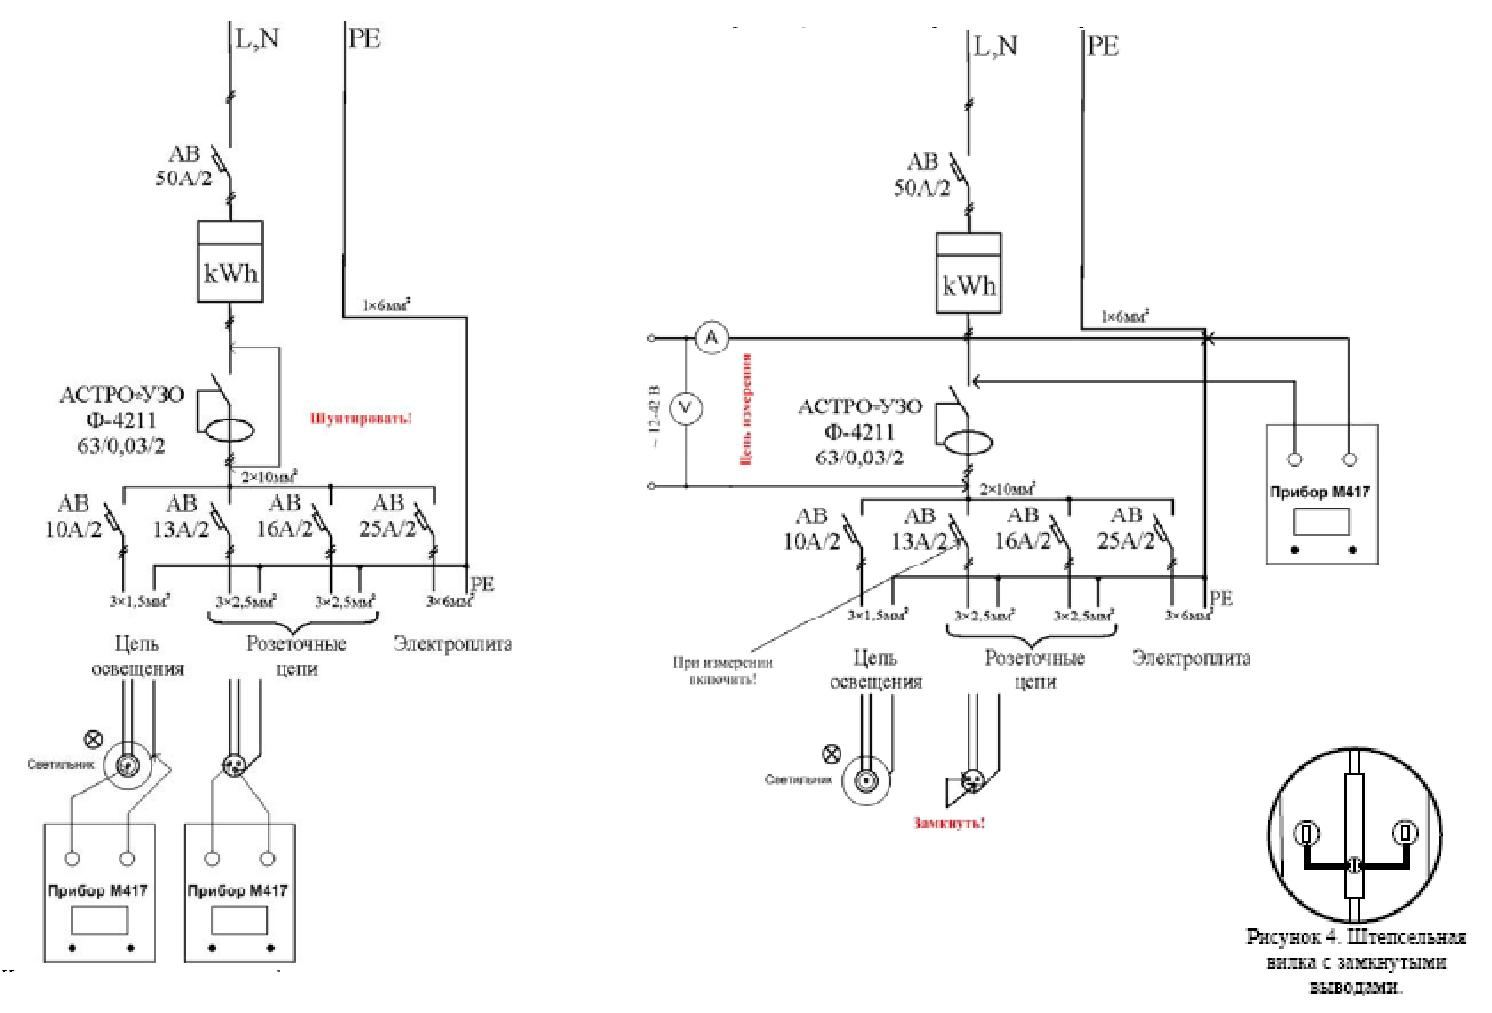 L,N
PE
АВ
50А/2
kWh
1×6мм²
АСТРО-УЗО
Ф-4211
63/0,03/2
Шунтировать!
2×10мм²
АВ
10А/2
АВ
13А/2
АВ
16А/2
АВ
25А/2
PE
3×1,5мм²
3×2,5мм²
3×2,5мм²
3×6мм²
Цепь
освещения
Розеточные
цепи
Электроплита
Светильник
Прибор М417
Прибор М417
L,N
PE
АВ
50А/2
kWh
1×6мм²
A
V
~ 12-42 В
Цепь измерения
АСТРО-УЗО
Ф-4211
63/0,03/2
Прибор М417
2×10мм²
АВ
10А/2
АВ
13А/2
АВ
16А/2
АВ
25А/2
PE
3×1,5мм²
3×2,5мм²
3×2,5мм²
3×6мм²
При измерении
включить!
Цепь
освещения
Розеточные
цепи
Электроплита
Светильник
Замкнуть!
Рисунок 4. Штепсельная
вилка с замкнутыми
выводами.